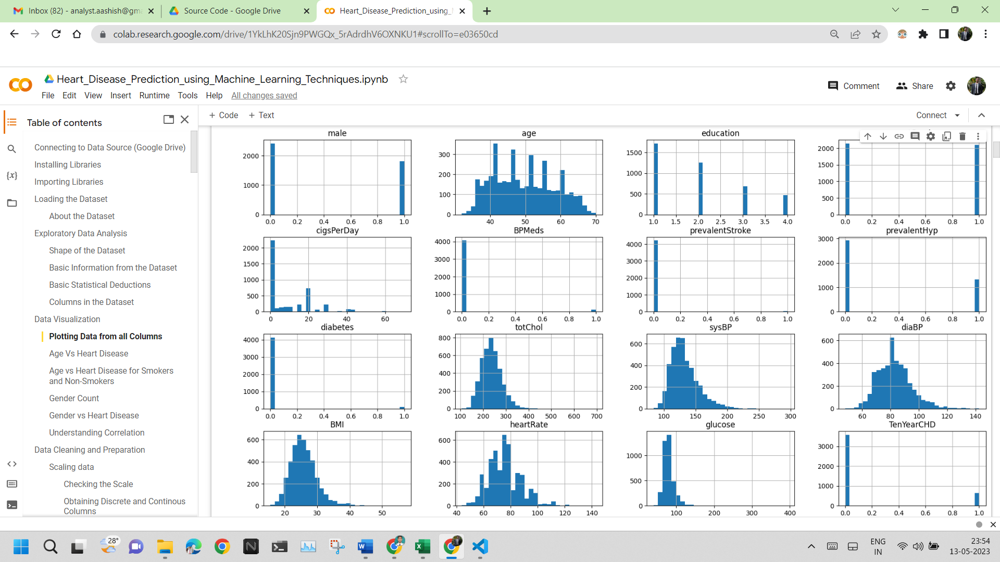 Inbox (82) - analyst.aashish@gm
Source Code - Google Drive
Heart_Disease_Prediction_using_
colab.research.google.com/drive/1YkLhK20Sjn9PWGQx_5rAdrdhV6OXNKU1#scrollTo=e03650cd
Heart_Disease_Prediction_using_Machine_Learning_Techniques.ipynb
File Edit View Insert Runtime Tools Help All changes saved
Comment
Share
Table of contents
Connecting to Data Source (Google Drive)
Installing Libraries
Importing Libraries
Loading the Dataset
About the Dataset
Exploratory Data Analysis
Shape of the Dataset
Basic Information from the Dataset
Basic Statistical Deductions
Columns in the Dataset
Data Visualization
Plotting Data from all Columns
Age Vs Heart Disease
Age vs Heart Disease for Smokers
and Non-Smokers
Gender Count
Gender vs Heart Disease
Understanding Correlation
Data Cleaning and Preparation
Scaling data
Checking the Scale
Obtaining Discrete and Continous
Columns
+ Code + Text
Connect
male
2000
1000
0
0.0 0.2 0.4 0.6 0.8 1.0
age
300
200
100
0
40 50 60 70
education
1500
1000
500
0
1.0 1.5 2.0 2.5 3.0 3.5 4.0
2000
1500
1000
500
0
0.0 0.2 0.4 0.6 0.8 1.0
cigsPerDay
2000
1500
1000
500
0
0 20 40 60
BPMeds
4000
3000
2000
1000
0
0.0 0.2 0.4 0.6 0.8 1.0
prevalentStroke
4000
3000
2000
1000
0
0.0 0.2 0.4 0.6 0.8 1.0
prevalentHyp
3000
2000
1000
0
0.0 0.2 0.4 0.6 0.8 1.0
diabetes
4000
3000
2000
1000
0
0.0 0.2 0.4 0.6 0.8 1.0
totChol
800
600
400
200
0
100 200 300 400 500 600 700
sysBP
600
400
200
0
100 150 200 250 300
diaBP
600
400
200
0
60 80 100 120 140
BMI
600
400
200
0
20 30 40 50
heartRate
600
400
200
0
40 60 80 100 120 140
glucose
1000
500
0
100 200 300 400
TenYearCHD
3000
2000
1000
0
0.0 0.2 0.4 0.6 0.8 1.0
28°
ENG
IN
23:54
13-05-2023